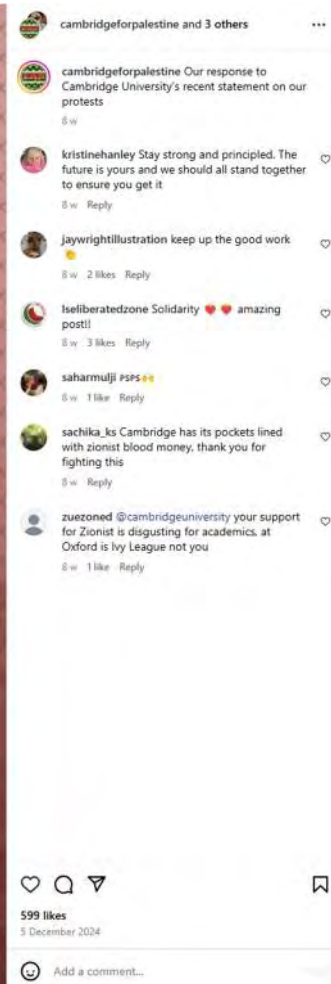 cambridgeforpalestine and 3 others
cambridgeforpalestine Our response to
Cambridge University's recent statement on our
protests
8 w
kristinehanley Stay strong and principled. The
future is yours and we should all stand together
to ensure you get it
8 w Reply
jaywrightillustration keep up the good work
8 w 2 likes Reply
lseliberatedzone Solidarity amazing
post!!
8 w 3 likes Reply
saharmulji PSPS
8 w 1 like Reply
sachika_ks Cambridge has its pockets lined
with zionist blood money. thank you for
fighting this
8 w Reply
zuezoned @cambridgeuniversity your support
for Zionist is disgusting for academics, at
Oxford is Ivy League not you
8 w 1 like Reply
599 likes
5 December 2024
Add a comment...